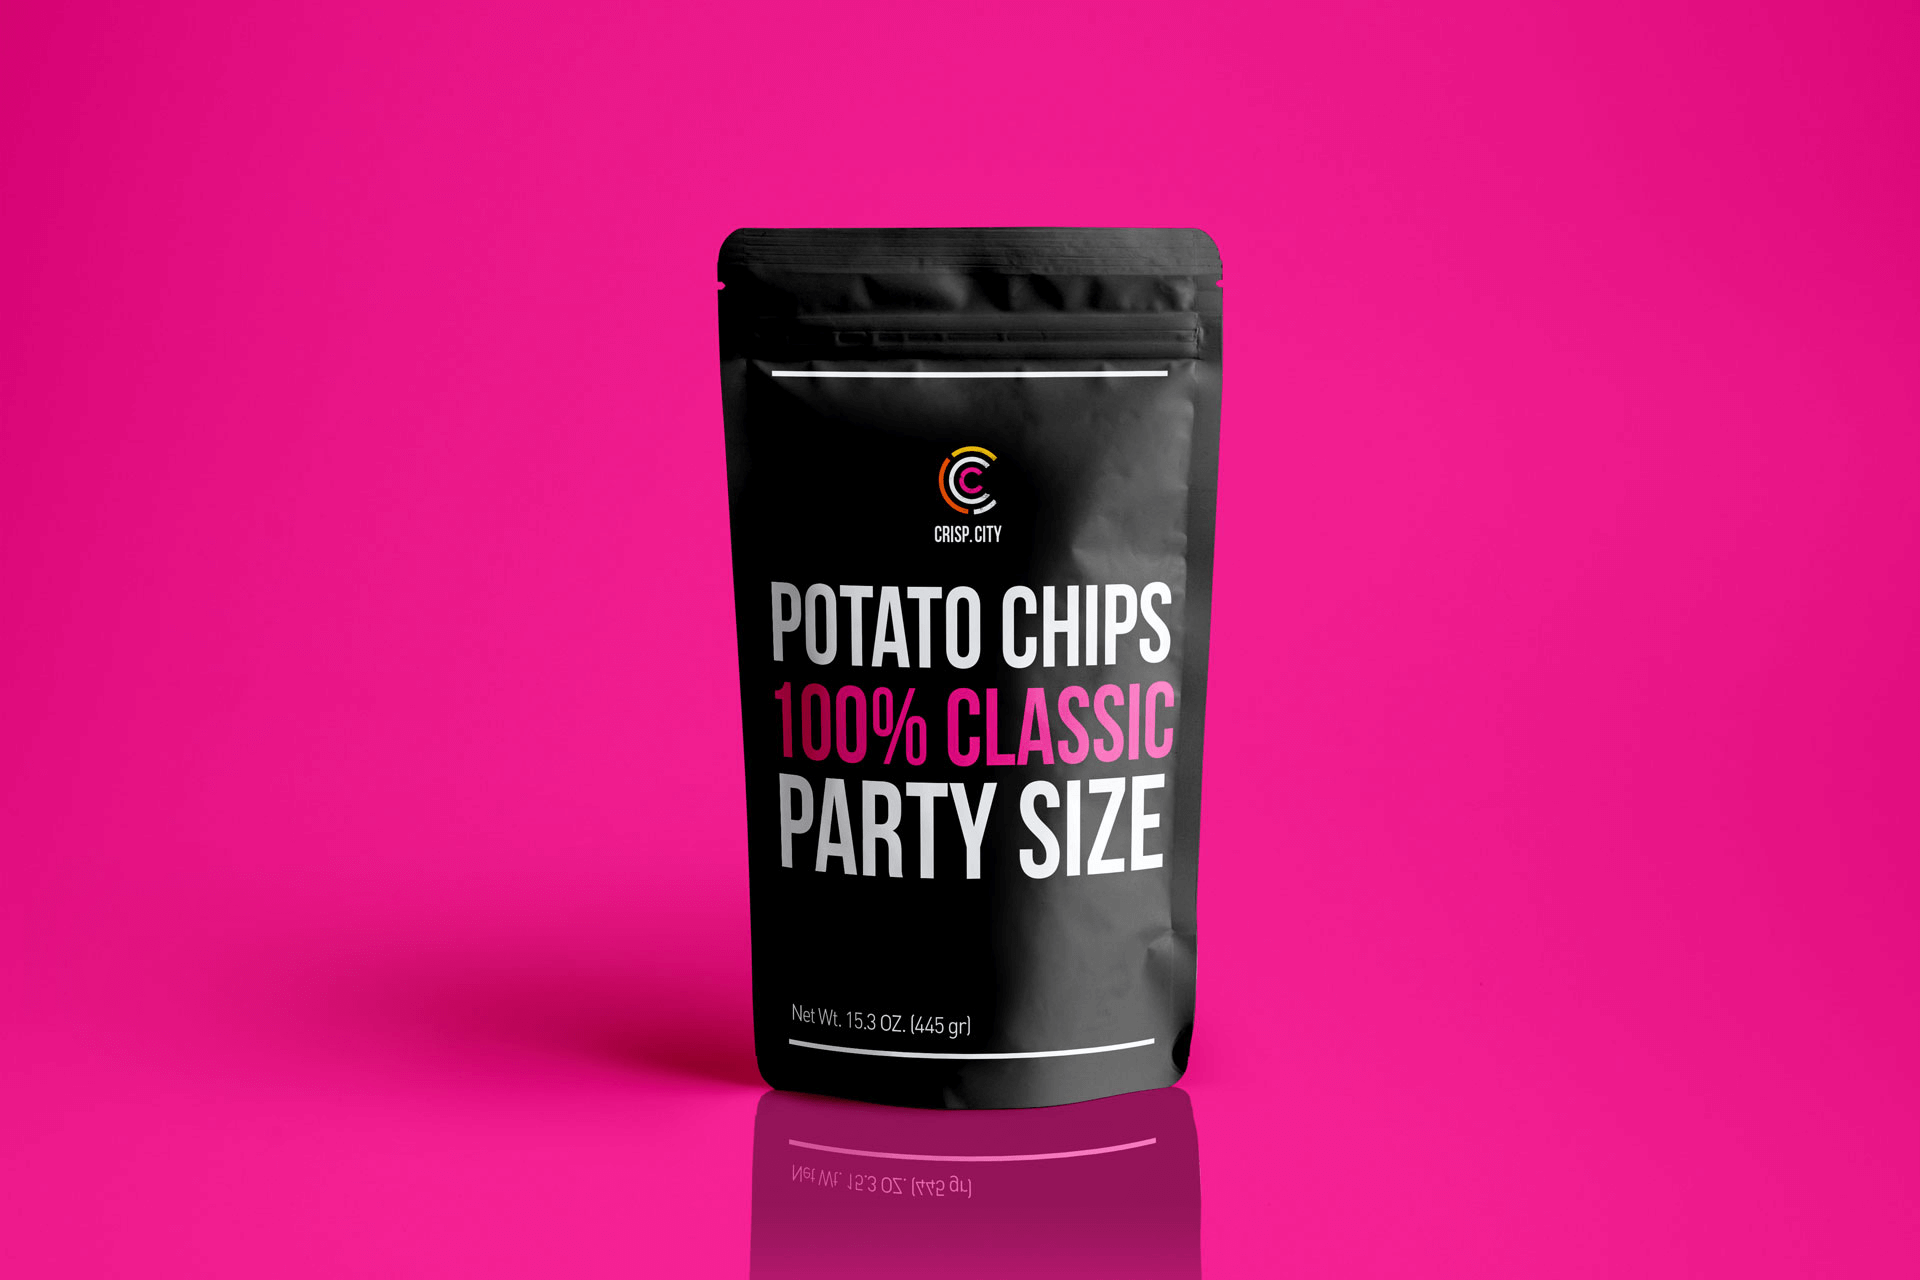 CRISP.CITY
POTATO CHIPS
100% CLASSIC
PARTY SIZE
Net Wt. 15.3 OZ. (445 gr)